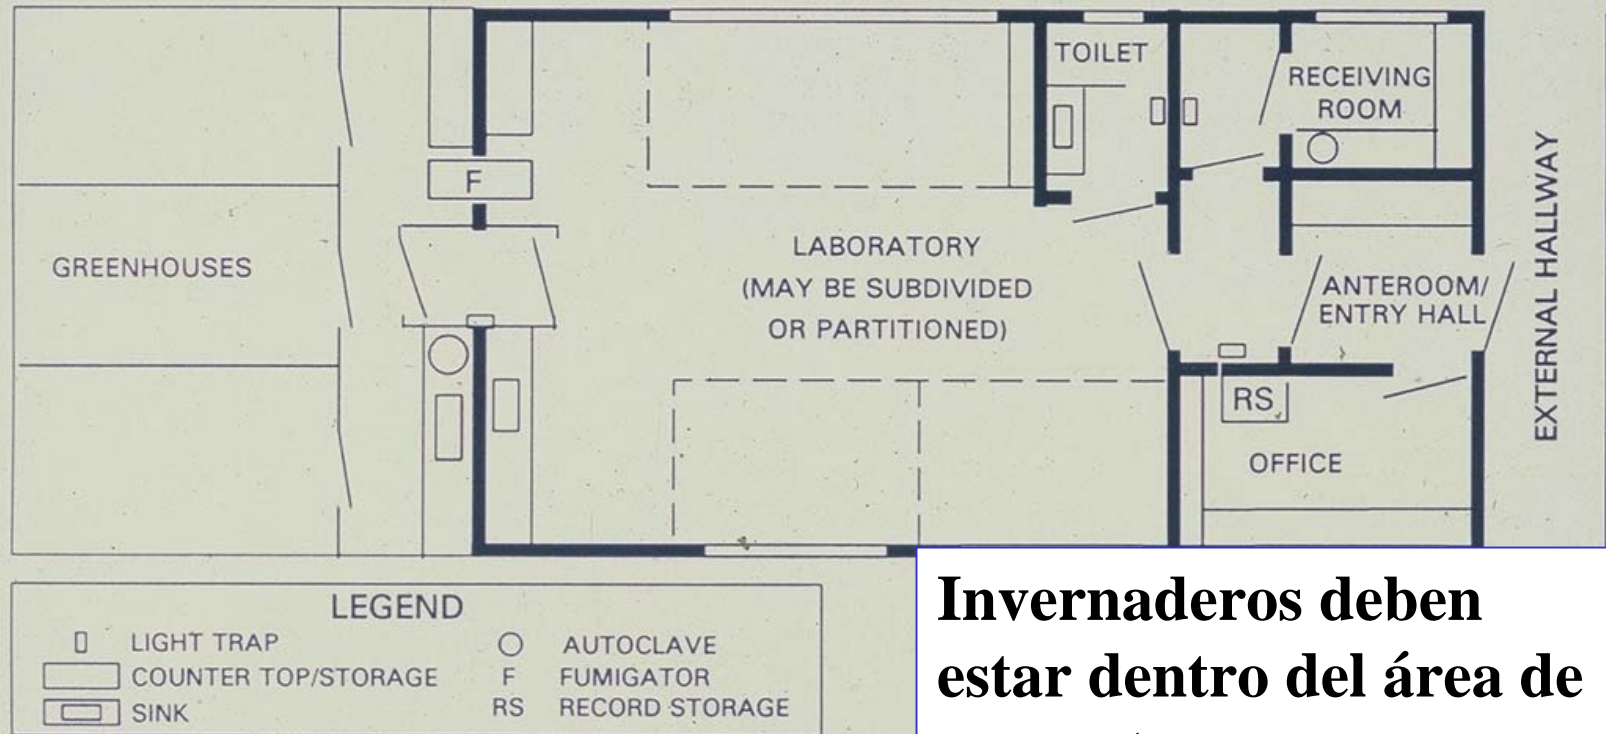 TOILET
RECEIVING
ROOM
F
GREENHOUSES
LABORATORY
(MAY BE SUBDIVIDED
OR PARTITIONED)
ANTEROOM/
ENTRY HALL
EXTERNAL HALLWAY
RS
OFFICE
LEGEND
LIGHT TRAP
COUNTER TOP/STORAGE
SINK
AUTOCLAVE
F FUMIGATOR
RS RECORD STORAGE
Invernaderos deben
estar dentro del área de